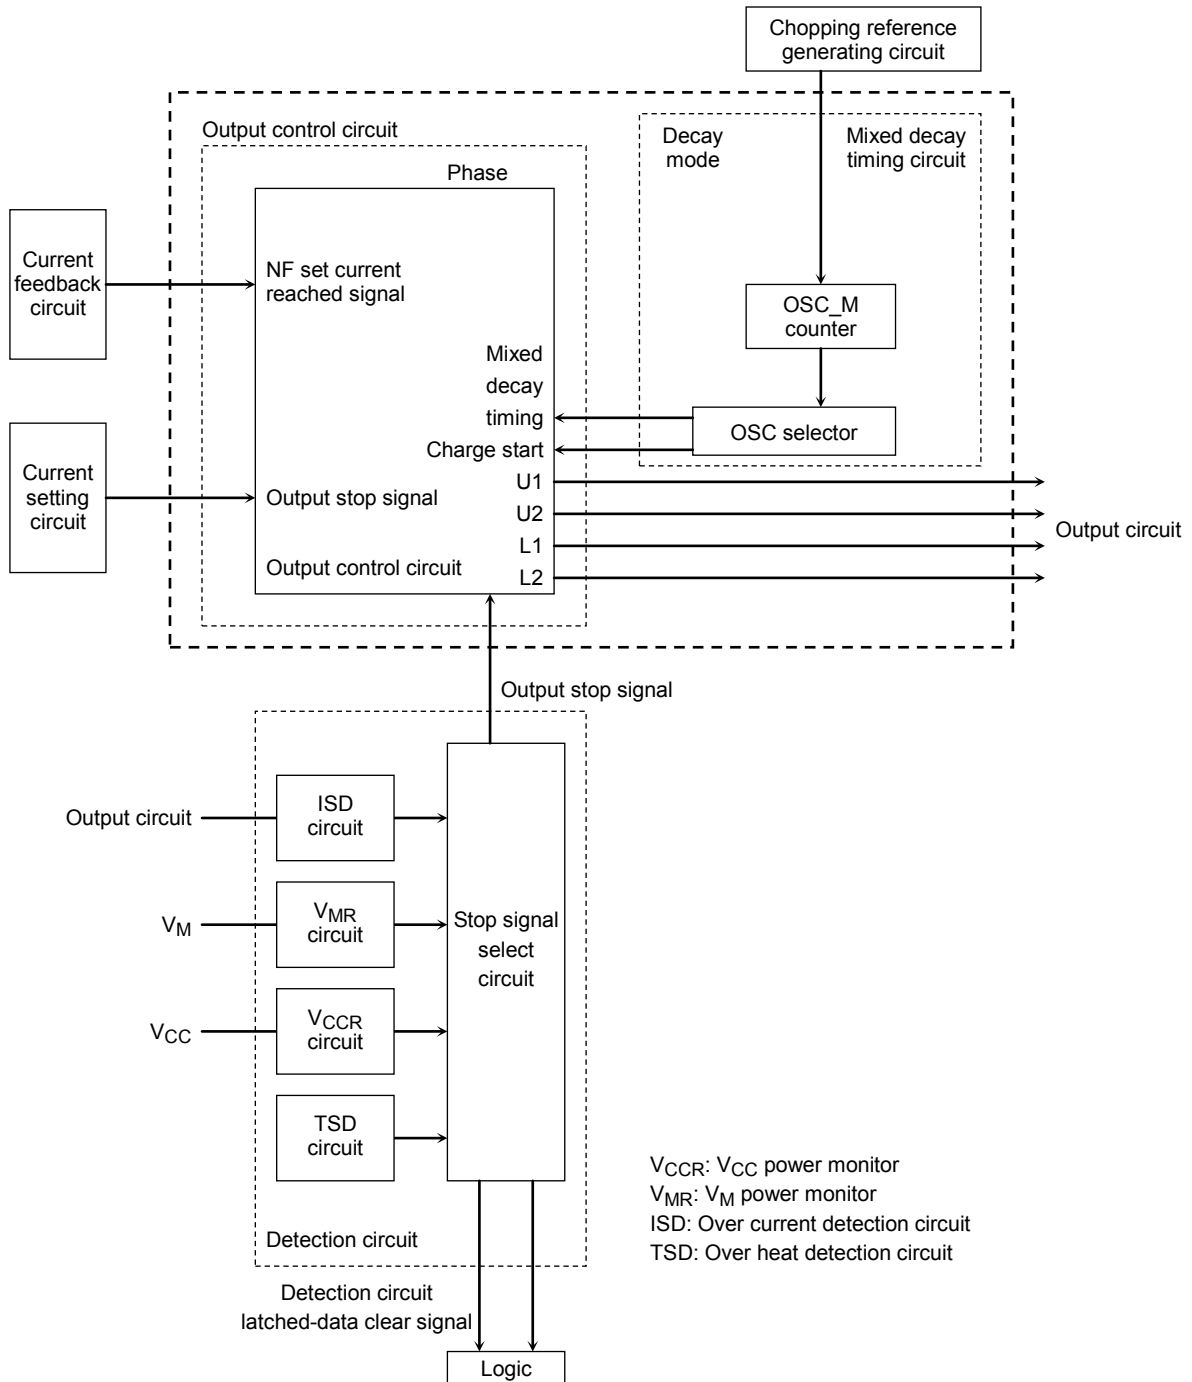 Chopping reference
generating circuit
Output control circuit
Decay
mode
Mixed decay
timing circuit
Phase
Current
feedback
circuit
NF set current
reached signal
OSC_M
counter
Mixed
decay
timing
OSC selector
Charge start
Current
setting
circuit
Output stop signal
U1
U2
L1
L2
Output circuit
Output control circuit
Output stop signal
Output circuit
ISD
circuit
VM
VMR
circuit
Stop signal
select
circuit
VCC
VCCR
circuit
TSD
circuit
Detection circuit
VCCR: VCC power monitor
VMR: VM power monitor
ISD: Over current detection circuit
TSD: Over heat detection circuit
Detection circuit
latched-data clear signal
Logic